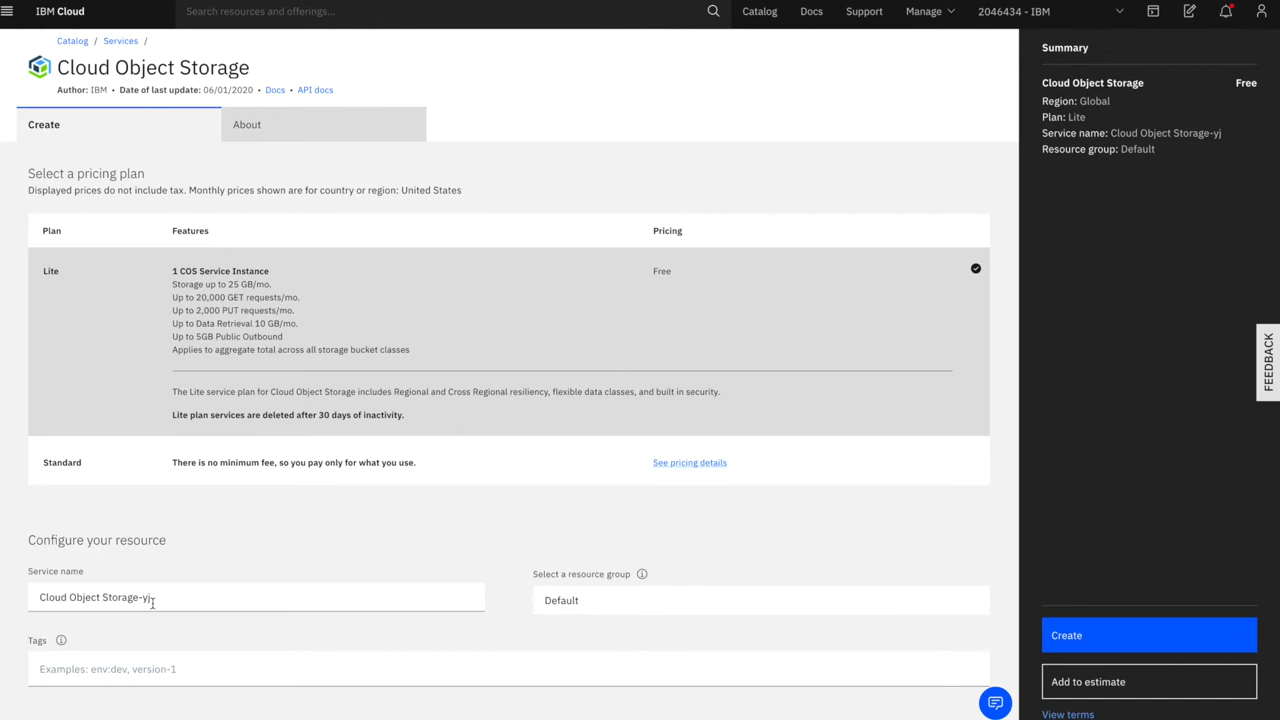 IBM Cloud
Search resources and offerings...
Catalog
Docs
Support
Manage
2046434 - IBM
Catalog / Services /
Cloud Object Storage
Author: IBM • Date of last update: 06/01/2020 • Docs • API docs
Create
About
Select a pricing plan
Displayed prices do not include tax. Monthly prices shown are for country or region: United States
Plan
Features
Pricing
Lite
1 COS Service Instance
Free
Storage up to 25 GB/mo.
Up to 20,000 GET requests/mo.
Up to 2,000 PUT requests/mo.
Up to Data Retrieval 10 GB/mo.
Up to 5GB Public Outbound
Applies to aggregate total across all storage bucket classes
The Lite service plan for Cloud Object Storage includes Regional and Cross Regional resiliency, flexible data classes, and built in security.
Lite plan services are deleted after 30 days of inactivity.
Standard
There is no minimum fee, so you pay only for what you use.
See pricing details
Configure your resource
Service name
Cloud Object Storage-yj
Select a resource group
Default
Tags
Examples: env:dev, version-1
Summary
Cloud Object Storage
Free
Region: Global
Plan: Lite
Service name: Cloud Object Storage-yj
Resource group: Default
FEEDBACK
Create
Add to estimate
View terms